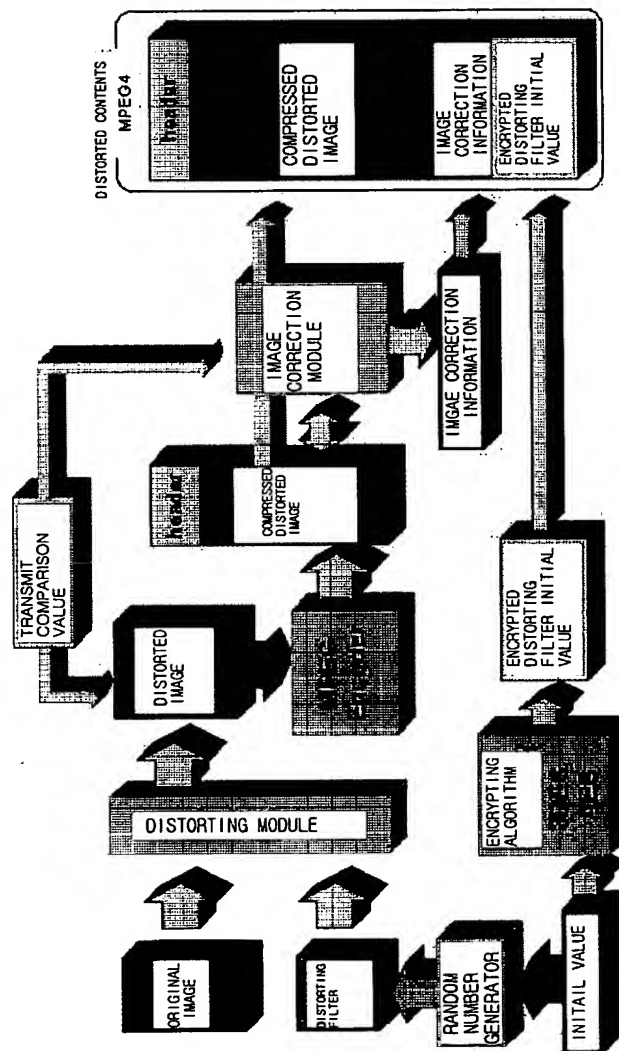 ORIGINAL
IMAGE
DISTORTING
FILTER
RANDOM
NUMBER
GENERATOR
INITAIL VALUE
DISTORTING MODULE
ENCRYPTING
ALGORITHM
TRANSMIT
COMPARISON
VALUE
DISTORTED
IMAGE
MPEG
ENCRYPTED
DISTORTING
FILTER INITIAL
VALUE
header
COMPRESSED
DISTORTED
IMAGE
IMAGE
CORRECTION
MODULE
IMGAE CORRECTION
INFORMATION
DISTORTED CONTENTS
MPEG4
header
COMPRESSED
DISTORTED
IMAGE
IMAGE
CORRECTION
INFORMATION
ENCRYPTED
DISTORTING
FILTER INITIAL
VALUE